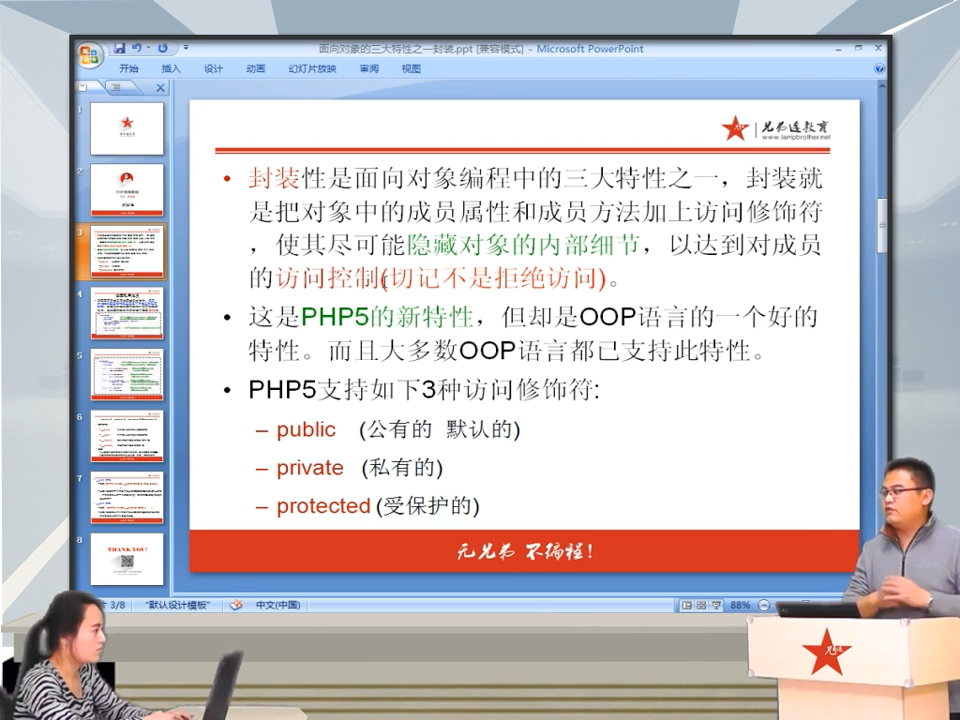 面向对象的三大特性之一封装.ppt [兼容模式] - Microsoft PowerPoint
开始 插入 设计 动画 幻灯片放映 审阅 视图
兄弟连教育
www.lampbrother.net
• 封装性是面向对象编程中的三大特性之一，封装就
是把对象中的成员属性和成员方法加上访问修饰符
，使其尽可能隐藏对象的内部细节，以达到对成员
的访问控制(切记不是拒绝访问)。
• 这是PHP5的新特性，但却是OOP语言的一个好的
特性。而且大多数OOP语言都已支持此特性。
• PHP5支持如下3种访问修饰符:
– public (公有的 默认的)
– private (私有的)
– protected (受保护的)
无兄弟 不编程!
1
2
3
4
5
6
7
8
THANK YOU!
3/8 "默认设计模板" 中文(中国) 88%
兄弟连